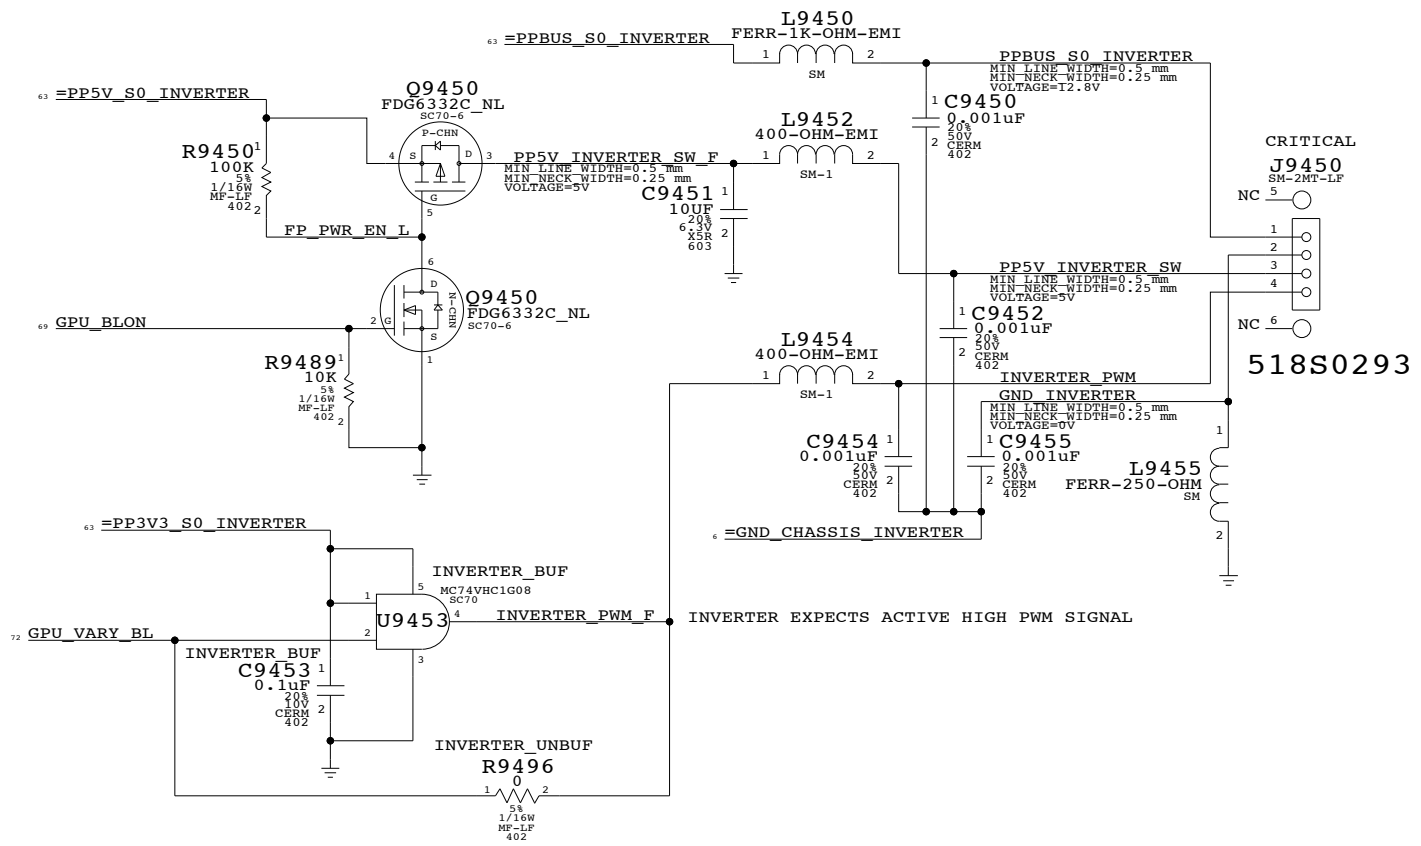 L9450
FERR-1K-OHM-EMI
63 =PPBUS_S0_INVERTER
1 2
SM
PPBUS_S0_INVERTER
MIN_LINE_WIDTH=0.5 mm
MIN_NECK_WIDTH=0.25 mm
VOLTAGE=12.8V
63 =PP5V_S0_INVERTER
Q9450
FDG6332C_NL
SC70-6
P-CHN
4 S D 3
G
5
R9450
1
100K
5%
1/16W
MF-LF
402
2
FP_PWR_EN_L
PP5V_INVERTER_SW_F
MIN_LINE_WIDTH=0.5 mm
MIN_NECK_WIDTH=0.25 mm
VOLTAGE=5V
L9452
400-OHM-EMI
1 2
SM-1
C9450
1
0.001uF
20%
50V
CERM
402
2
C9451
1
10UF
20%
6.3V
X5R
603
2
CRITICAL
J9450
SM-2MT-LF
NC 5
1
2
3
4
NC 6
518S0293
6
D
N-CHN
Q9450
FDG6332C_NL
SC70-6
69 GPU_BLON
2 G
S
1
R9489
1
10K
5%
1/16W
MF-LF
402
2
PP5V_INVERTER_SW
MIN_LINE_WIDTH=0.5 mm
MIN_NECK_WIDTH=0.25 mm
VOLTAGE=5V
C9452
1
0.001uF
20%
50V
CERM
402
2
L9454
400-OHM-EMI
1 2
SM-1
INVERTER_PWM
GND_INVERTER
MIN_LINE_WIDTH=0.5 mm
MIN_NECK_WIDTH=0.25 mm
VOLTAGE=0V
C9454
1
0.001uF
20%
50V
CERM
402
2
C9455
1
0.001uF
20%
50V
CERM
402
2
1
L9455
FERR-250-OHM
SM
2
6 =GND_CHASSIS_INVERTER
63 =PP3V3_S0_INVERTER
INVERTER_BUF
5
MC74VHC1G08
SC70
1
U9453
4
INVERTER_PWM_F
INVERTER EXPECTS ACTIVE HIGH PWM SIGNAL
72 GPU_VARY_BL
2
3
INVERTER_BUF
C9453
1
0.1uF
20%
10V
CERM
402
2
INVERTER_UNBUF
R9496
0
1 2
5%
1/16W
MF-LF
402